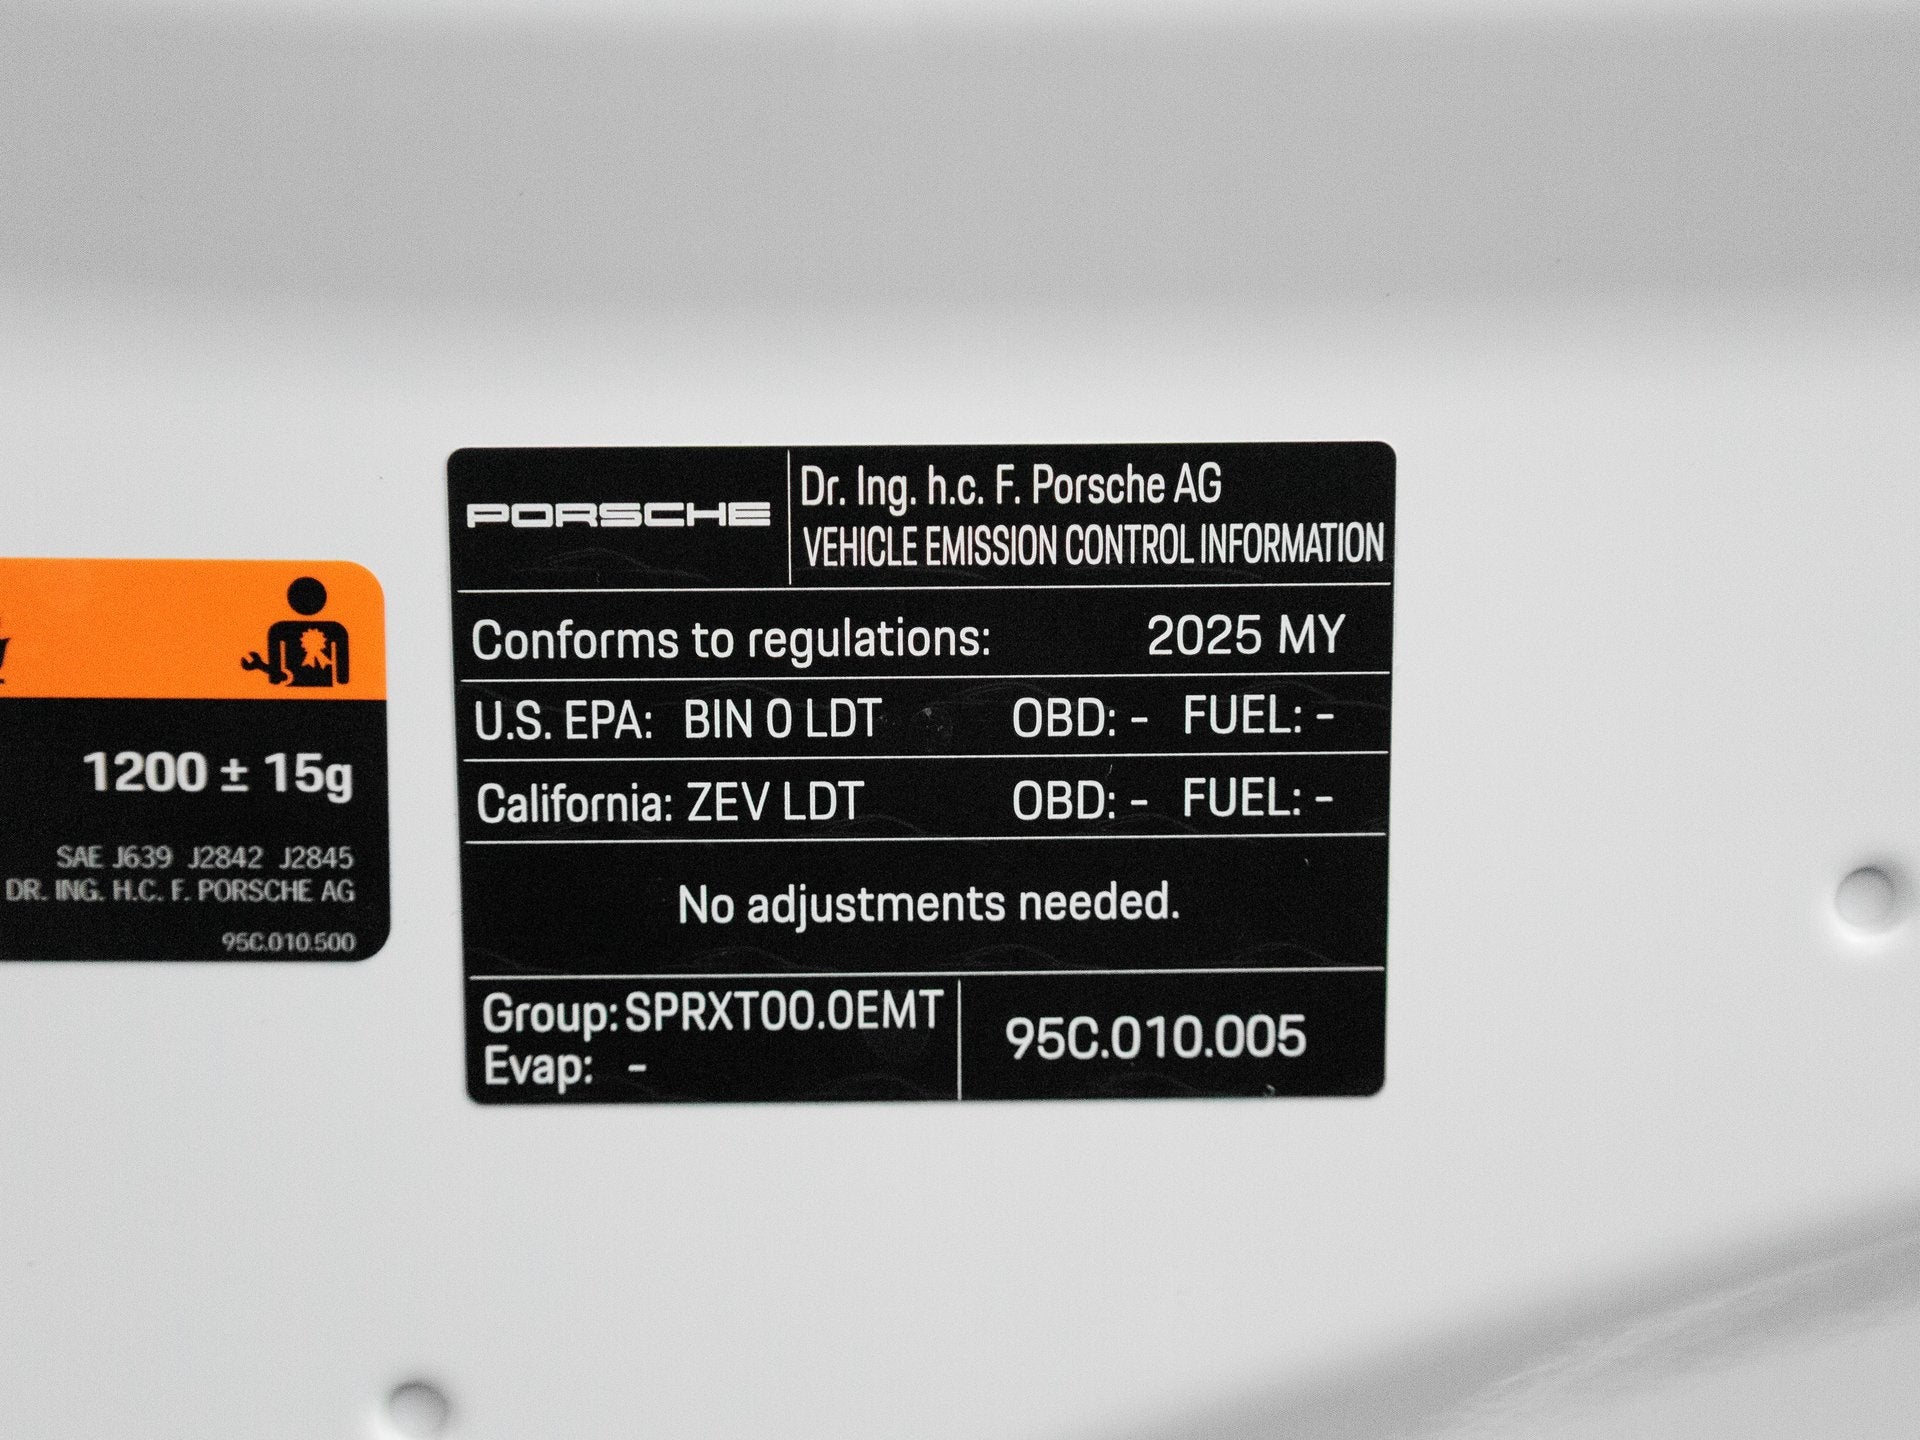 1200 ± 15g
SAE J639 J2842 J2845
DR. ING. H.C. F. PORSCHE AG
95C.010.500
PORSCHE
Dr. Ing. h.c. F. Porsche AG
VEHICLE EMISSION CONTROL INFORMATION
Conforms to regulations: 2025 MY
U.S. EPA: BIN 0 LDT OBD: - FUEL: -
California: ZEV LDT OBD: - FUEL: -
No adjustments needed.
Group: SPRXT00.0EMT
Evap: -
95C.010.005